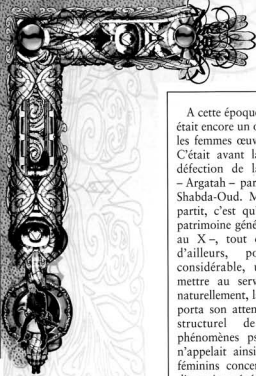 A cette époque
était encore un
les femmes œuv
C'était avant la
défection de la
– Argatah – par
Shabda-Oud. M
partit, c'est qu
patrimoine géné
au X –, tout
d'ailleurs, po
considérable, u
mettre au serv
naturellement, l
porta son atten
structurel de
phénomènes ps
n'appelait ainsi
féminins concer